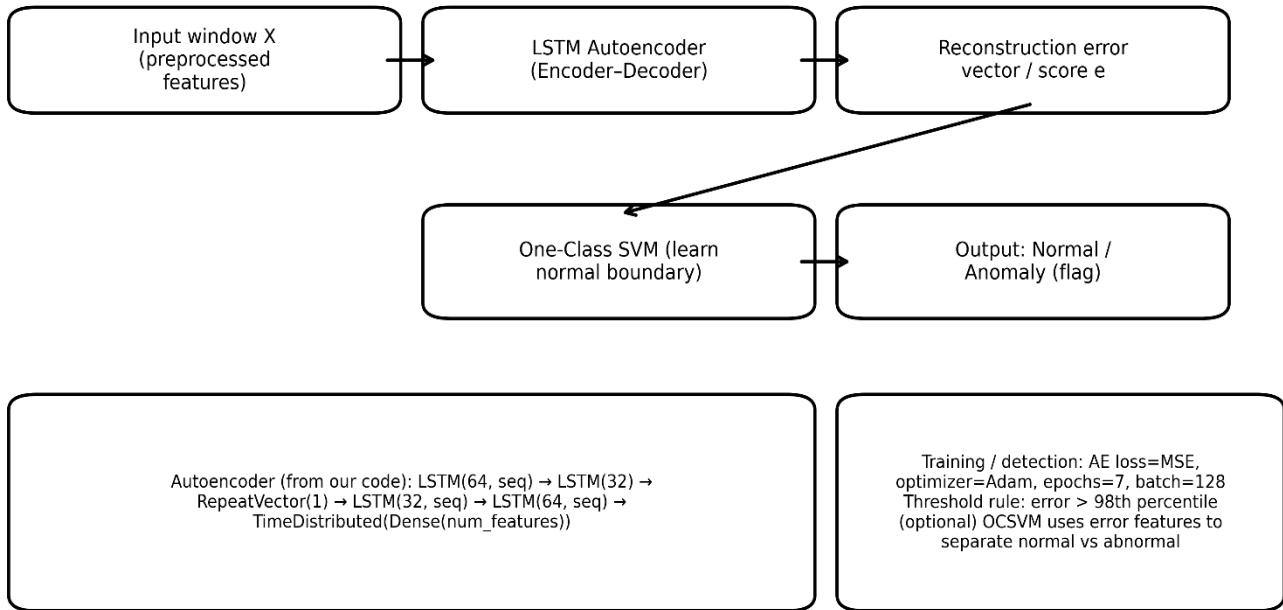 Input window X
(preprocessed
features)
LSTM Autoencoder
(Encoder–Decoder)
Reconstruction error
vector / score e
One-Class SVM (learn
normal boundary)
Output: Normal /
Anomaly (flag)
Autoencoder (from our code): LSTM(64, seq) → LSTM(32) →
RepeatVector(1) → LSTM(32, seq) → LSTM(64, seq) →
TimeDistributed(Dense(num_features))
Training / detection: AE loss=MSE,
optimizer=Adam, epochs=7, batch=128
Threshold rule: error > 98th percentile
(optional) OCSVM uses error features to
separate normal vs abnormal